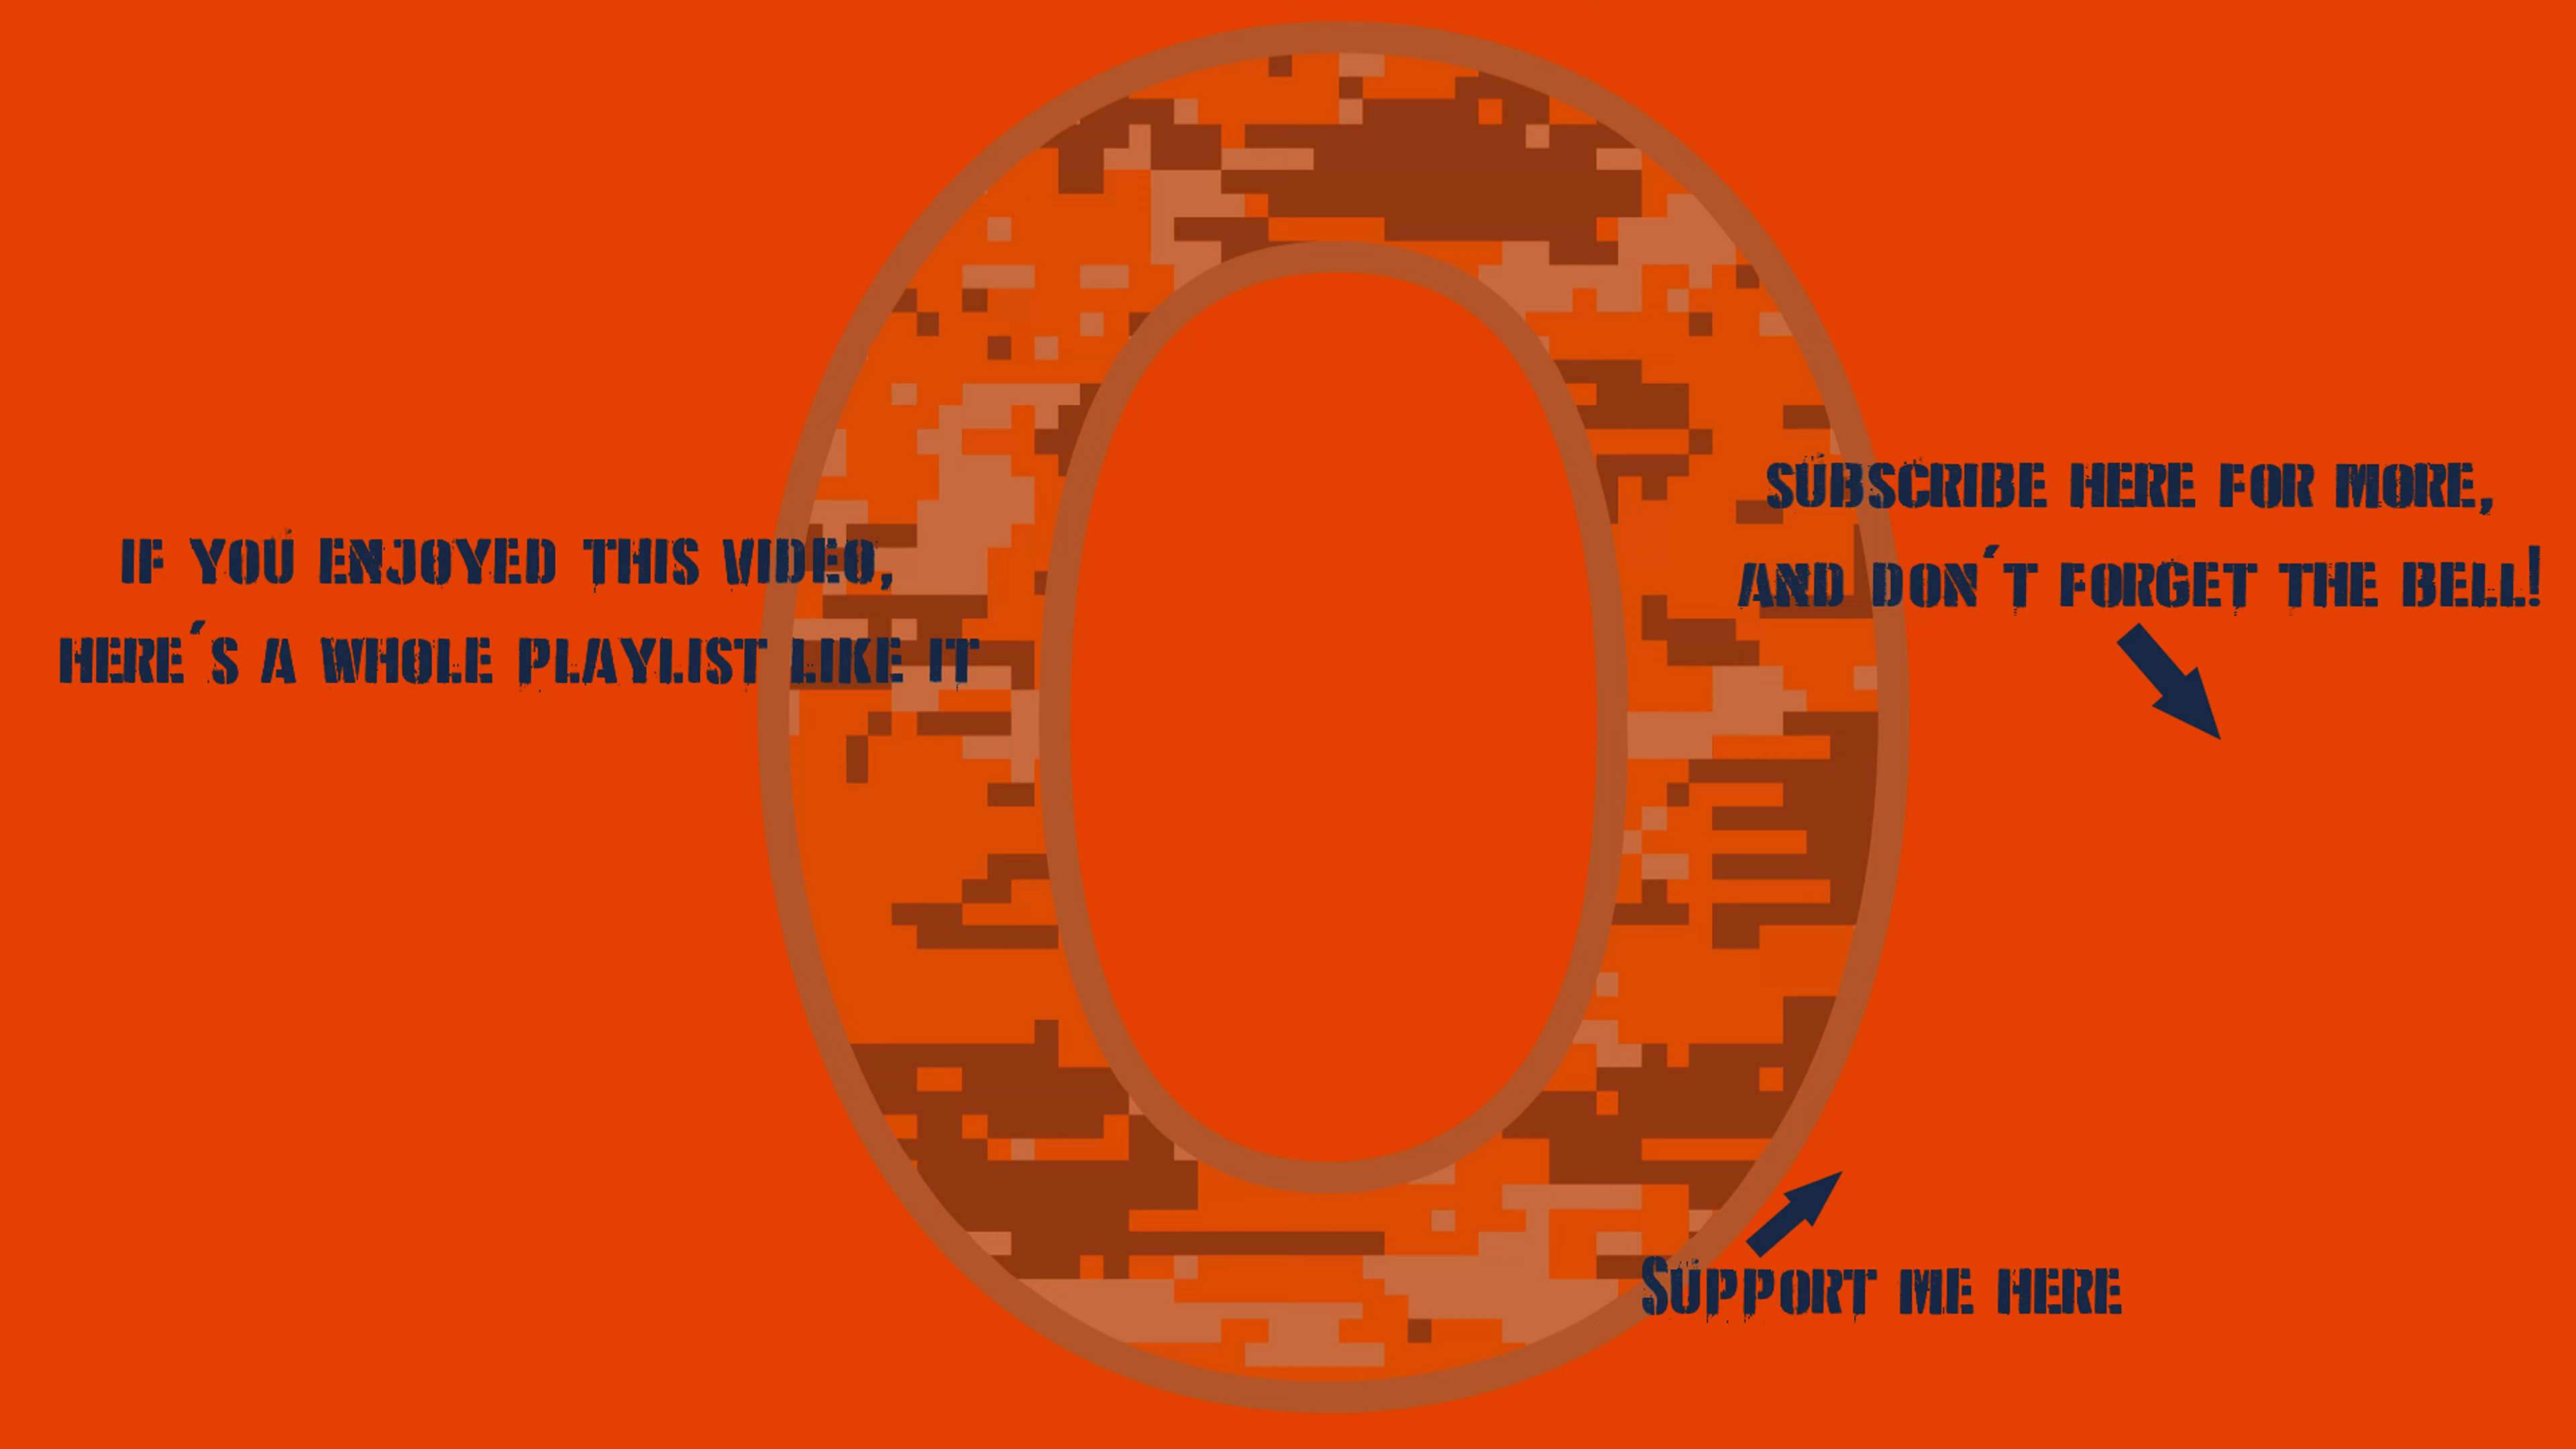 IF YOU ENJOYED THIS VIDEO,
HERE´S A WHOLE PLAYLIST LIKE IT
SUBSCRIBE HERE FOR MORE,
AND DON´T FORGET THE BELL!
SUPPORT ME HERE
O